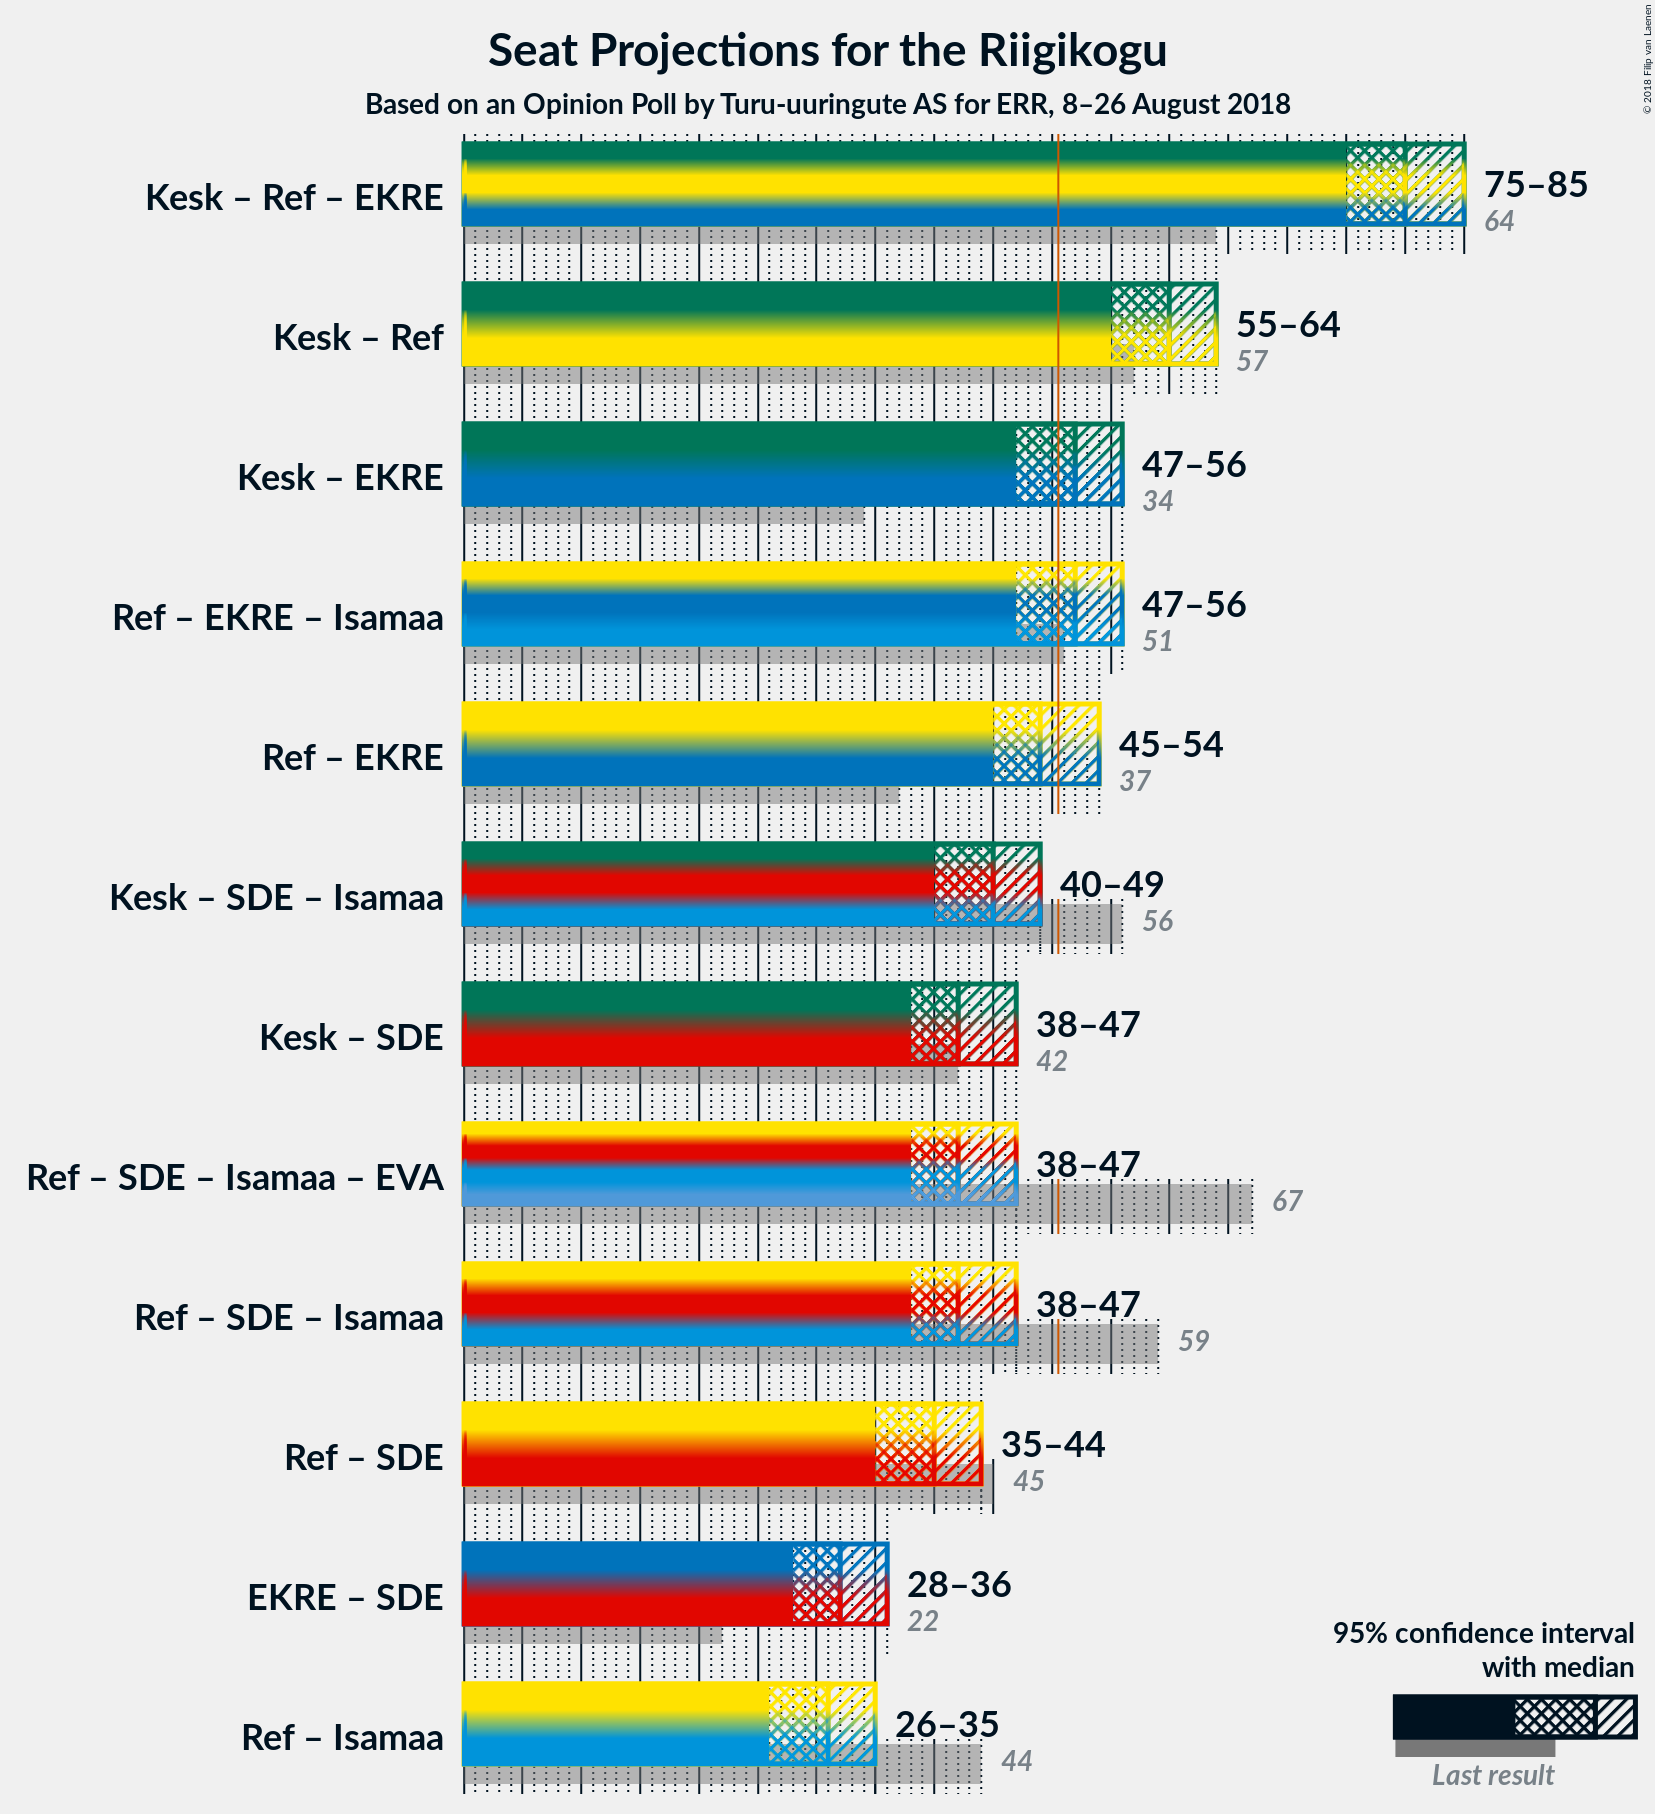 Seat Projections for the Riigikogu
Based on an Opinion Poll by Turu-uuringute AS for ERR, 8–26 August 2018
© 2018 Filip van Laenen
Kesk – Ref – EKRE
75–85
64
Kesk – Ref
55–64
57
Kesk – EKRE
47–56
34
Ref – EKRE – Isamaa
47–56
51
Ref – EKRE
45–54
37
Kesk – SDE – Isamaa
40–49
56
Kesk – SDE
38–47
42
Ref – SDE – Isamaa – EVA
38–47
67
Ref – SDE – Isamaa
38–47
59
Ref – SDE
35–44
45
EKRE – SDE
28–36
22
Ref – Isamaa
26–35
44
95% confidence interval
with median
Last result